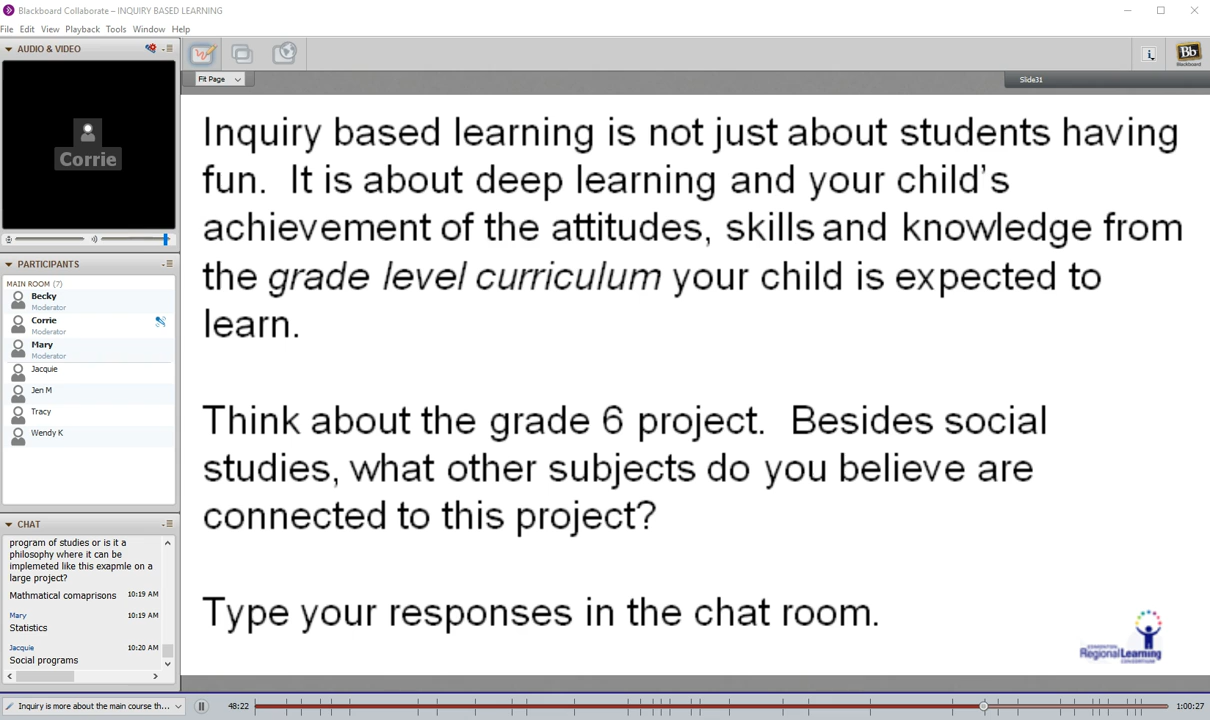 Blackboard Collaborate – INQUIRY BASED LEARNING
File Edit View Playback Tools Window Help
AUDIO & VIDEO
Corrie
PARTICIPANTS
MAIN ROOM (7)
Becky
Moderator
Corrie
Moderator
Mary
Moderator
Jacquie
Jen M
Tracy
Wendy K
CHAT
program of studies or is it a
philosophy where it can be
implemeted like this exapmle on a
large project?
Mathmatical comaprisons 10:19 AM
Mary 10:19 AM
Statistics
Jacquie 10:20 AM
Social programs
Fit Page
Slide31
Bb
Blackboard
Inquiry based learning is not just about students having
fun. It is about deep learning and your child's
achievement of the attitudes, skills and knowledge from
the grade level curriculum your child is expected to
learn.
Think about the grade 6 project. Besides social
studies, what other subjects do you believe are
connected to this project?
Type your responses in the chat room.
EDMONTON
Regional Learning
CONSORTIUM
Inquiry is more about the main course th...
48:22
1:00:27